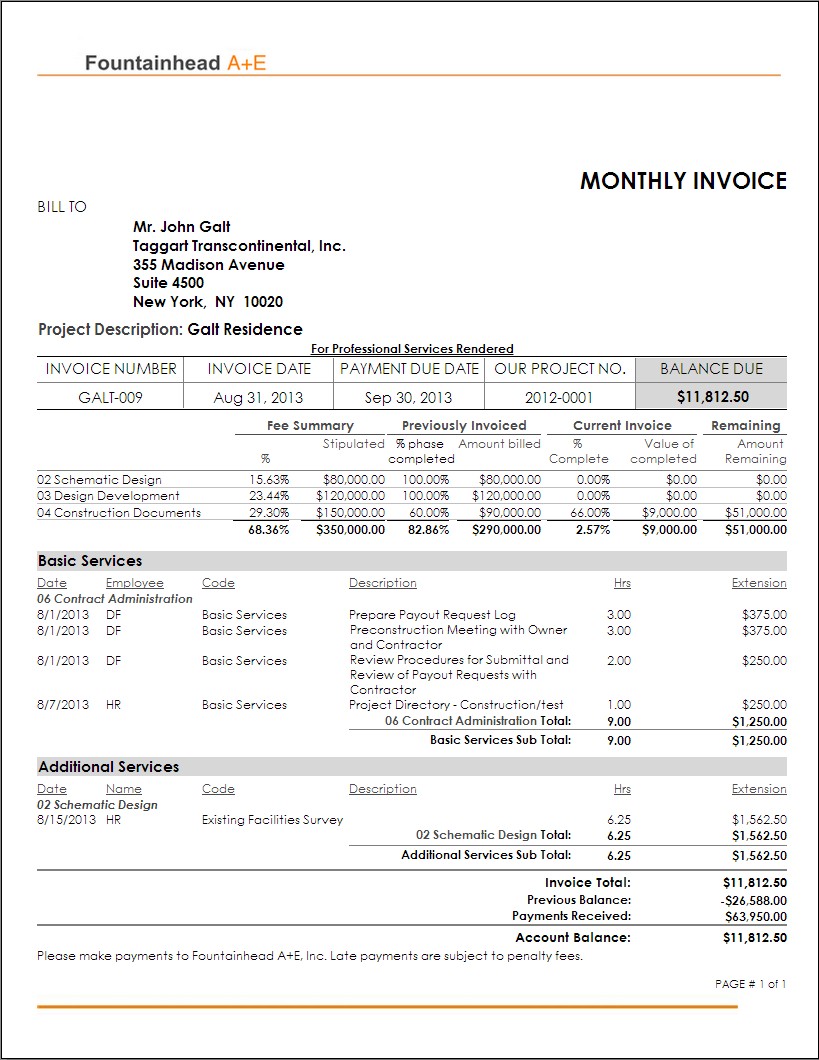 Fountainhead A+E
MONTHLY INVOICE
BILL TO
Mr. John Galt
Taggart Transcontinental, Inc.
355 Madison Avenue
Suite 4500
New York, NY 10020
Project Description: Galt Residence
For Professional Services Rendered
INVOICE NUMBER INVOICE DATE PAYMENT DUE DATE OUR PROJECT NO. BALANCE DUE
GALT-009 Aug 31, 2013 Sep 30, 2013 2012-0001 $11,812.50
Fee Summary Previously Invoiced Current Invoice Remaining
Stipulated % phase Amount billed % Value of Amount
% completed Complete completed Remaining
02 Schematic Design 15.63% $80,000.00 100.00% $80,000.00 0.00% $0.00 $0.00
03 Design Development 23.44% $120,000.00 100.00% $120,000.00 0.00% $0.00 $0.00
04 Construction Documents 29.30% $150,000.00 60.00% $90,000.00 66.00% $9,000.00 $51,000.00
68.36% $350,000.00 82.86% $290,000.00 2.57% $9,000.00 $51,000.00
Basic Services
Date Employee Code Description Hrs Extension
06 Contract Administration
8/1/2013 DF Basic Services Prepare Payout Request Log 3.00 $375.00
8/1/2013 DF Basic Services Preconstruction Meeting with Owner 3.00 $375.00
and Contractor
8/1/2013 DF Basic Services Review Procedures for Submittal and 2.00 $250.00
Review of Payout Requests with
Contractor
8/7/2013 HR Basic Services Project Directory - Construction/test 1.00 $250.00
06 Contract Administration Total: 9.00 $1,250.00
Basic Services Sub Total: 9.00 $1,250.00
Additional Services
Date Name Code Description Hrs Extension
02 Schematic Design
8/15/2013 HR Existing Facilities Survey 6.25 $1,562.50
02 Schematic Design Total: 6.25 $1,562.50
Additional Services Sub Total: 6.25 $1,562.50
Invoice Total: $11,812.50
Previous Balance: -$26,588.00
Payments Received: $63,950.00
Account Balance: $11,812.50
Please make payments to Fountainhead A+E, Inc. Late payments are subject to penalty fees.
PAGE # 1 of 1